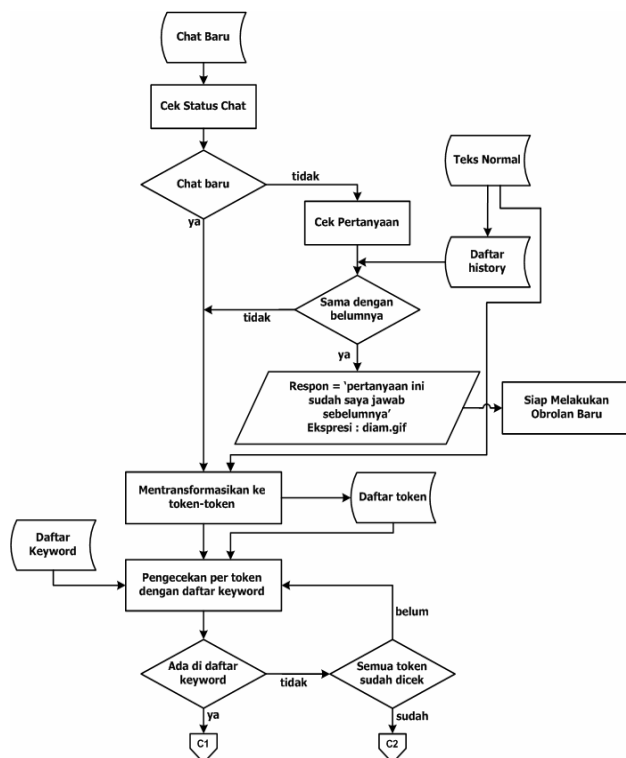 Chat Baru
Cek Status Chat
Chat baru
tidak
ya
Teks Normal
Cek Pertanyaan
Daftar
history
Sama dengan
belumnya
tidak
ya
Respon = ‘pertanyaan ini
sudah saya jawab
sebelumnya’
Ekspresi : diam.gif
Siap Melakukan
Obrolan Baru
Mentransformasikan ke
token-token
Daftar token
Daftar
Keyword
Pengecekan per token
dengan daftar keyword
belum
Ada di daftar
keyword
tidak
Semua token
sudah dicek
ya
sudah
C1
C2